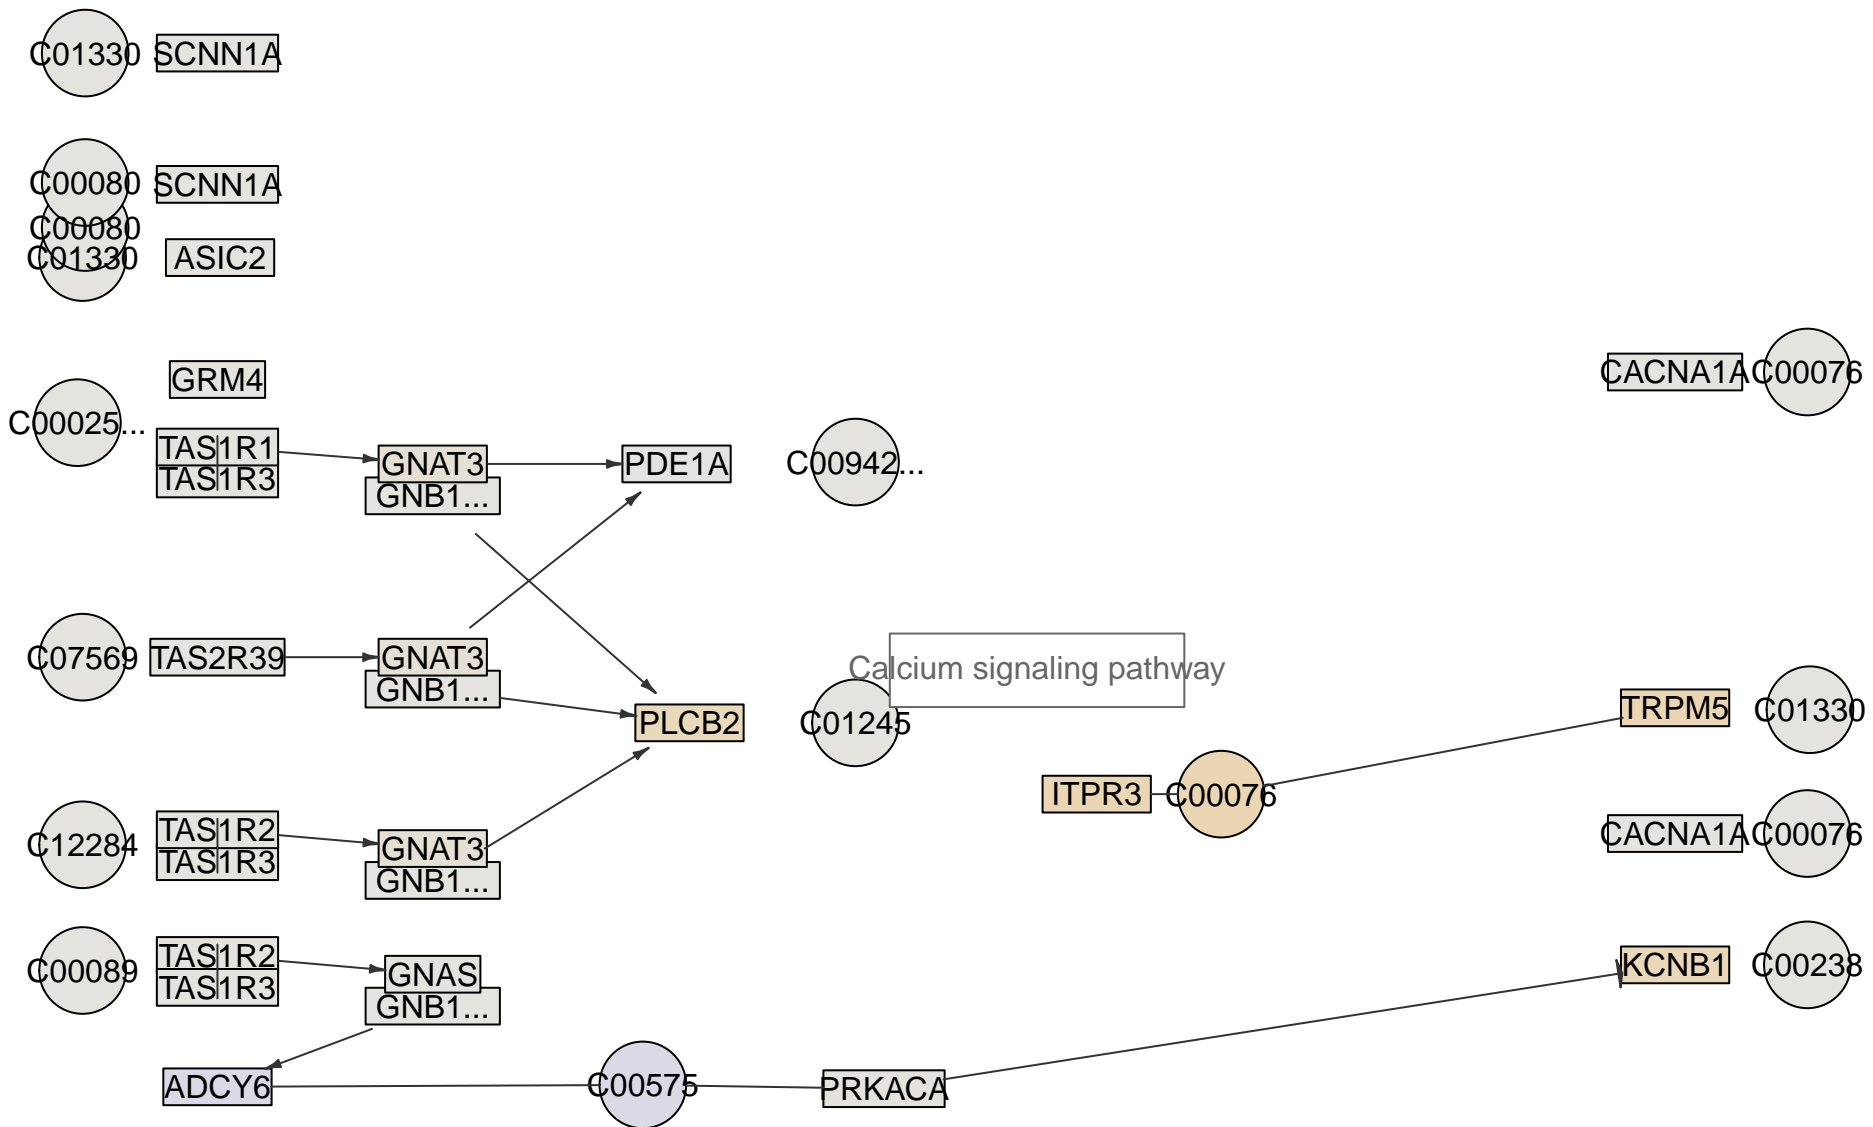 C01330 SCNN1A
C00080 SCNN1A
C00080
C01330 ASIC2
GRM4
CACNA1A C00076
C00025...
TAS1R1
GNAT3 PDE1A C00942...
TAS1R3
GNB1...
C07569 TAS2R39 GNAT3
Calcium signaling pathway
GNB1...
PLCB2 C01245
TRPM5 C01330
ITPR3 C00076
TAS1R2
C12284 GNAT3
CACNA1A C00076
TAS1R3
GNB1...
TAS1R2
C00089 GNAS
KCNB1 C00238
TAS1R3
GNB1...
ADCY6 C00575 PRKACA